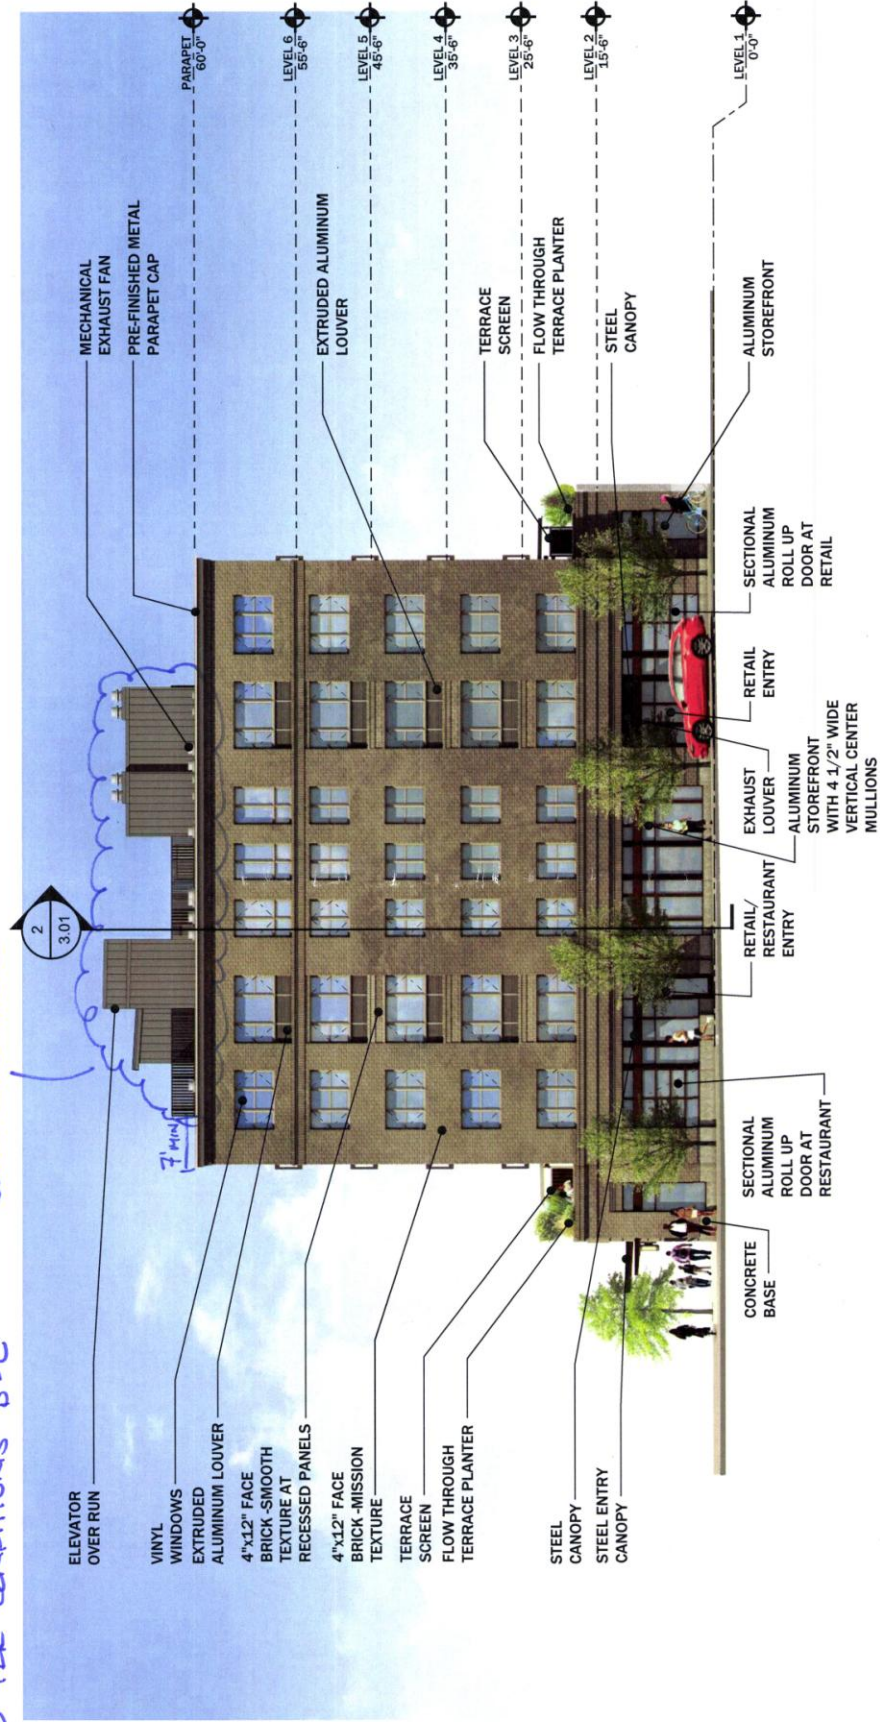 PER CONDITIONS B-C
7' MIN
2
3.01
ELEVATOR
OVER RUN
VINYL
WINDOWS
EXTRUDED
ALUMINUM LOUVER
4"x12" FACE
BRICK -SMOOTH
TEXTURE AT
RECESSED PANELS
4"x12" FACE
BRICK -MISSION
TEXTURE
TERRACE
SCREEN
FLOW THROUGH
TERRACE PLANTER
STEEL
CANOPY
STEEL ENTRY
CANOPY
MECHANICAL
EXHAUST FAN
PRE-FINISHED METAL
PARAPET CAP
EXTRUDED ALUMINUM
LOUVER
TERRACE
SCREEN
FLOW THROUGH
TERRACE PLANTER
STEEL
CANOPY
ALUMINUM
STOREFRONT
PARAPET
60'-0"
LEVEL 6
55'-6"
LEVEL 5
45'-6"
LEVEL 4
35'-6"
LEVEL 3
25'-6"
LEVEL 2
15'-6"
LEVEL 1
0'-0"
CONCRETE
BASE
SECTIONAL
ALUMINUM
ROLL UP
DOOR AT
RESTAURANT
RETAIL/
RESTAURANT
ENTRY
EXHAUST
LOUVER
ALUMINUM
STOREFRONT
WITH 4 1/2" WIDE
VERTICAL CENTER
MULLIONS
RETAIL
ENTRY
SECTIONAL
ALUMINUM
ROLL UP
DOOR AT
RETAIL